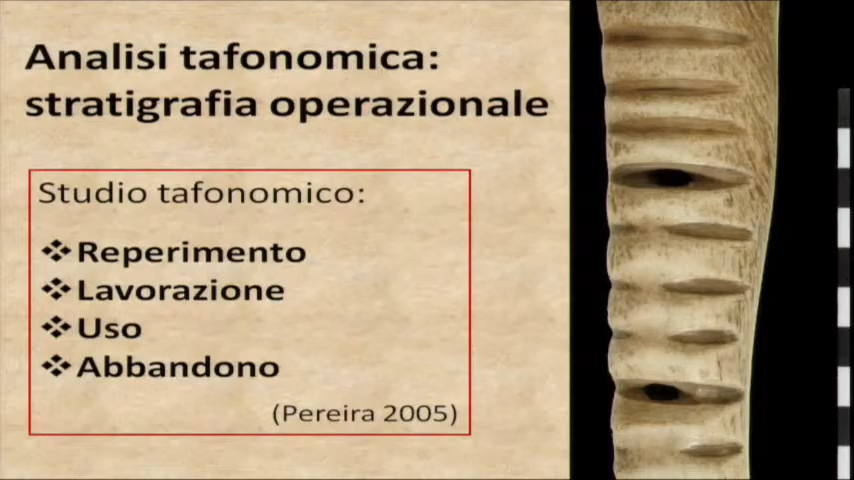 Analisi tafonomica:
stratigrafia operazionale
Studio tafonomico:
Reperimento
Lavorazione
Uso
Abbandono
(Pereira 2005)